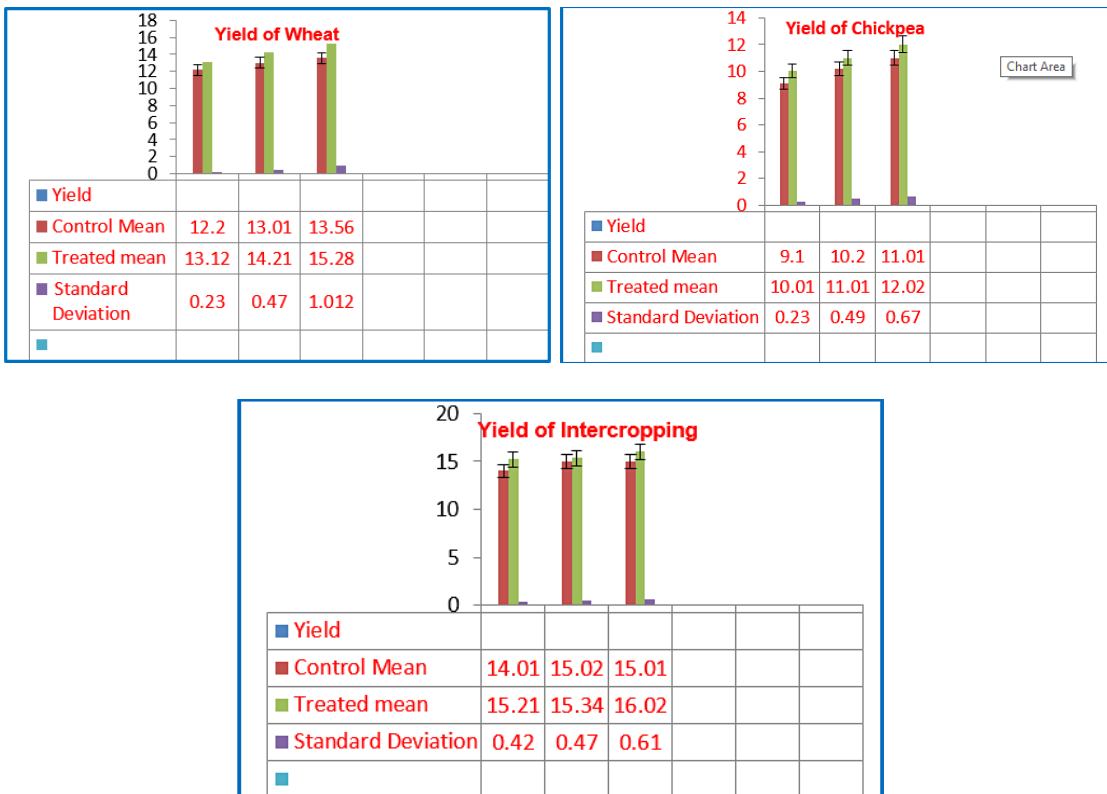 Yield of Wheat
18
16
14
12
10
8
6
4
2
0
Yield
Control Mean 12.2 13.01 13.56
Treated mean 13.12 14.21 15.28
Standard
Deviation 0.23 0.47 1.012
Yield of Chickpea
Chart Area
14
12
10
8
6
4
2
0
Yield
Control Mean 9.1 10.2 11.01
Treated mean 10.01 11.01 12.02
Standard Deviation 0.23 0.49 0.67
Yield of Intercropping
20
15
10
5
0
Yield
Control Mean 14.01 15.02 15.01
Treated mean 15.21 15.34 16.02
Standard Deviation 0.42 0.47 0.61